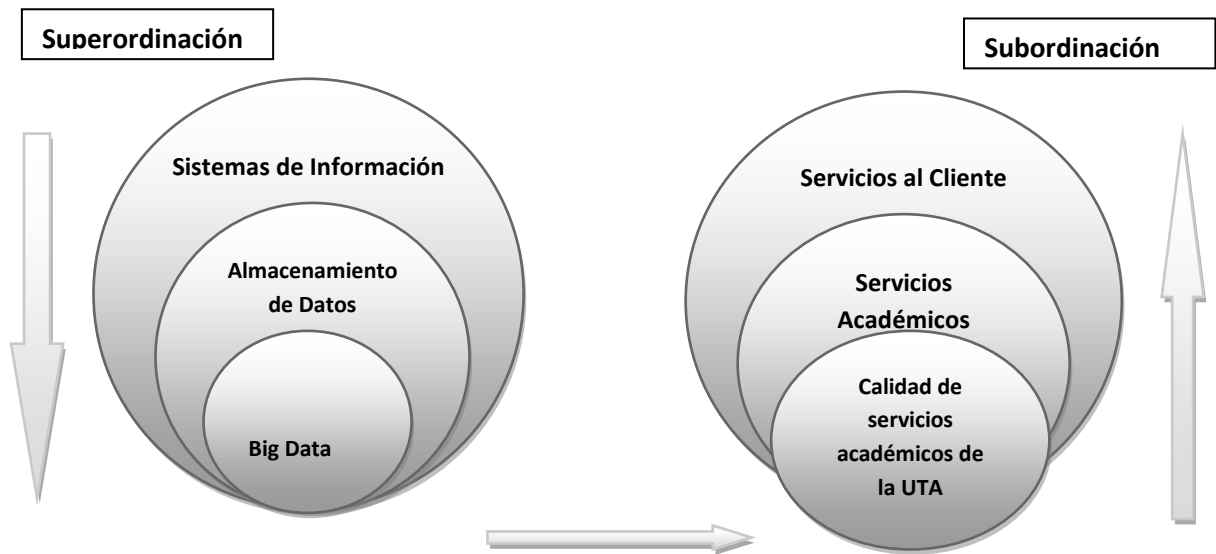 Superordinación
Subordinación
Sistemas de Información
Almacenamiento
de Datos
Big Data
Servicios al Cliente
Servicios
Académicos
Calidad de
servicios
académicos de
la UTA